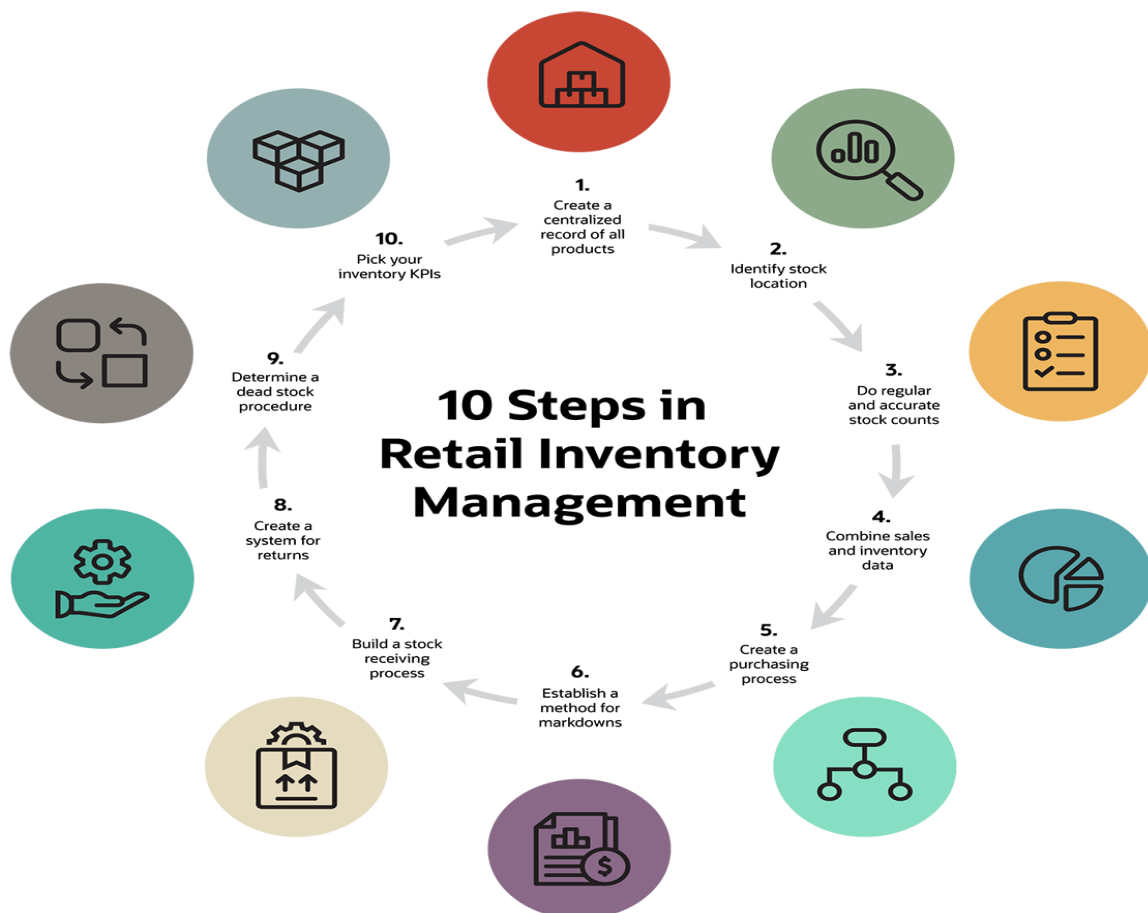 1.
Create a
centralized
record of all
products
2.
Identify stock
location
3.
Do regular
and accurate
stock counts
4.
Combine sales
and inventory
data
5.
Create a
purchasing
process
6.
Establish a
method for
markdowns
7.
Build a stock
receiving
process
8.
Create a
system for
returns
9.
Determine a
dead stock
procedure
10.
Pick your
inventory KPIs
10 Steps in
Retail Inventory
Management
$